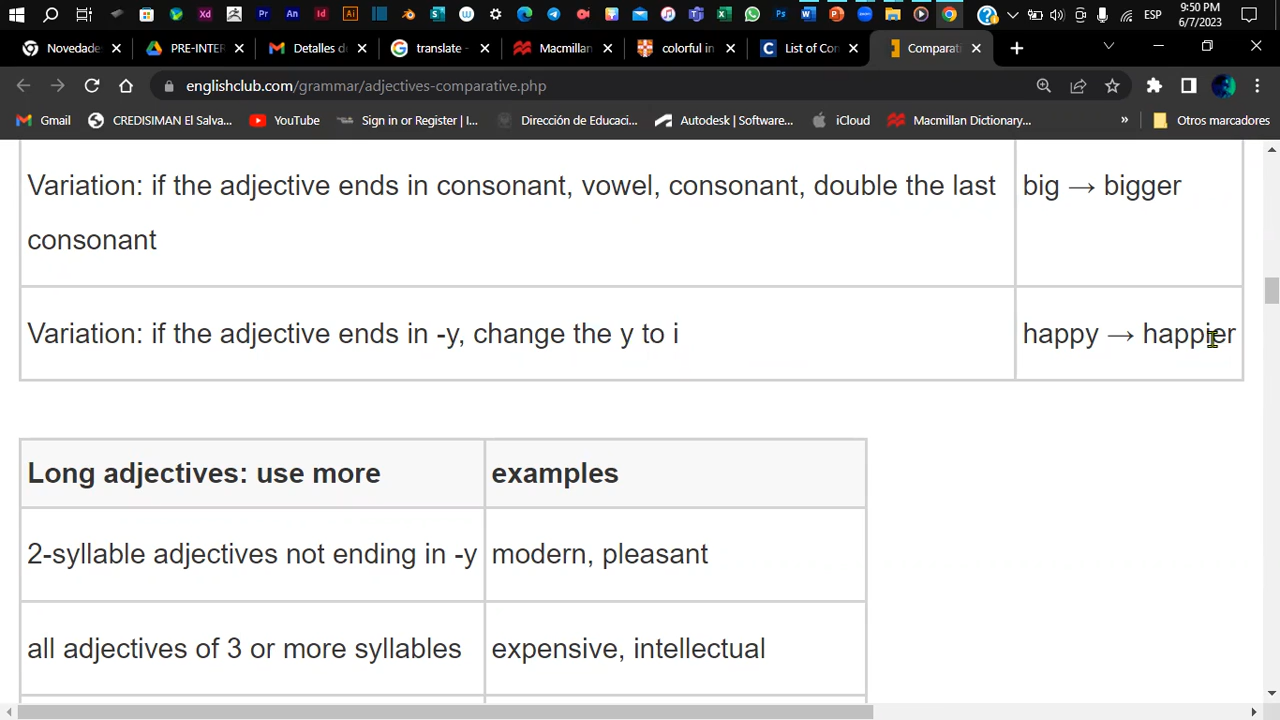 9:50 PM
ESP
6/7/2023
Novedade
PRE-INTER
Detalles d
translate -
Macmillan
colorful in
List of Con
Comparati
englishclub.com/grammar/adjectives-comparative.php
Gmail
CREDISIMAN El Salva...
YouTube
Sign in or Register | I...
Dirección de Educaci...
Autodesk | Software...
iCloud
Macmillan Dictionary...
»
Otros marcadores
Variation: if the adjective ends in consonant, vowel, consonant, double the last
consonant
big → bigger
Variation: if the adjective ends in -y, change the y to i
happy → happier
Long adjectives: use more
examples
2-syllable adjectives not ending in -y
modern, pleasant
all adjectives of 3 or more syllables
expensive, intellectual